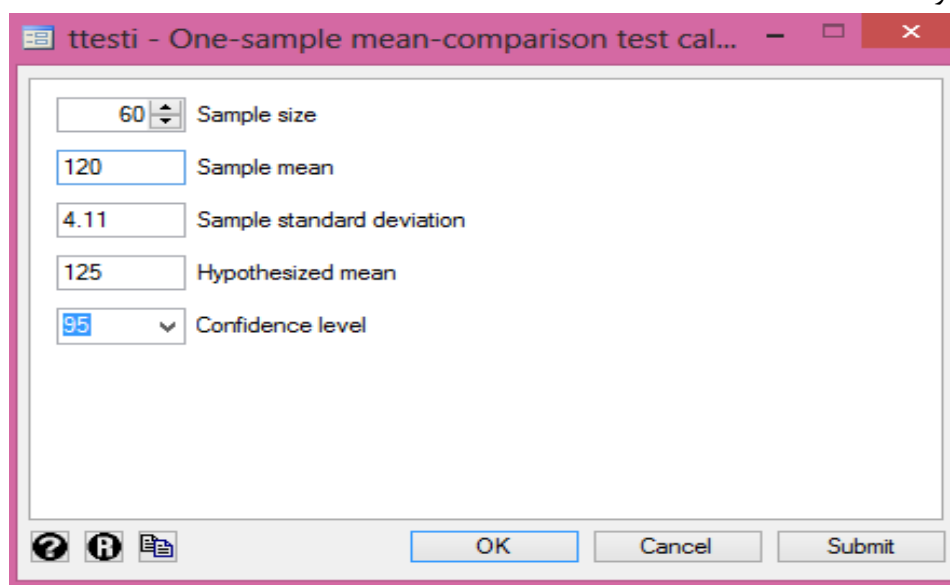 ttesti - One-sample mean-comparison test cal...
60 Sample size
120 Sample mean
4.11 Sample standard deviation
125 Hypothesized mean
95 Confidence level
OK Cancel Submit